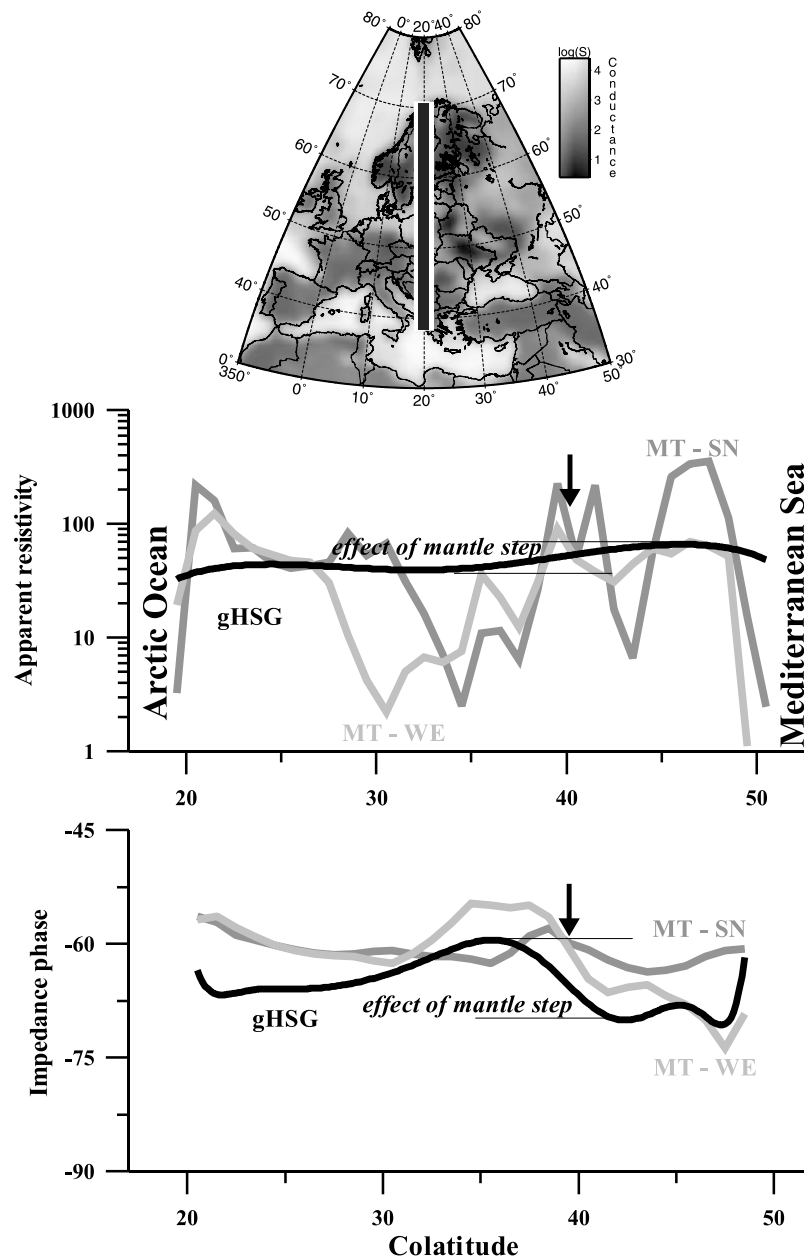 80° 0° 20° 40° 80°
log(S)
4
3
2
1
Conductance
70° 70°
60° 60°
50° 50°
40° 40°
0° 30°
350° 0° 10° 20° 30° 40° 50°
1000
100
10
1
Apparent resistivity
Arctic Ocean
Mediterranean Sea
MT - SN
effect of mantle step
gHSG
MT - WE
20 30 40 50
-45
-60
-75
-90
Impedance phase
MT - SN
effect of mantle step
gHSG
MT - WE
20 30 40 50
Colatitude